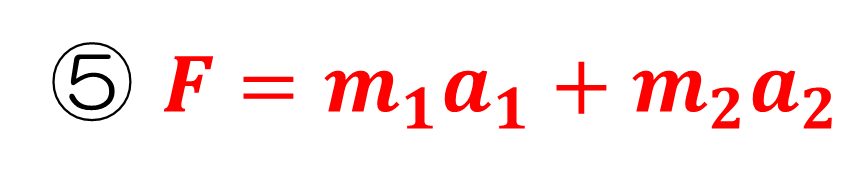 ⑤ F = m₁a₁ + m₂a₂